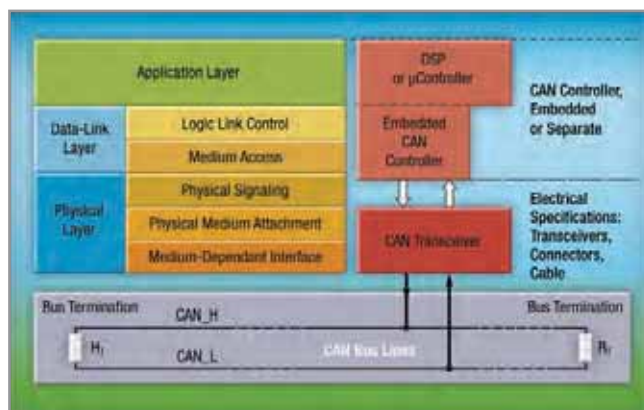 Application Layer
Data-Link
Layer
Logic Link Control
Medium Access
Physical
Layer
Physical Signaling
Physical Medium Attachment
Medium-Dependant Interface
DSP
or µController
Embedded
CAN
Controller
CAN Transceiver
CAN Controller,
Embedded
or Separate
Electrical
Specifications:
Transceivers,
Connectors,
Cable
Bus Termination
CAN_H
Bus Termination
CAN_L
CAN Bus Lines